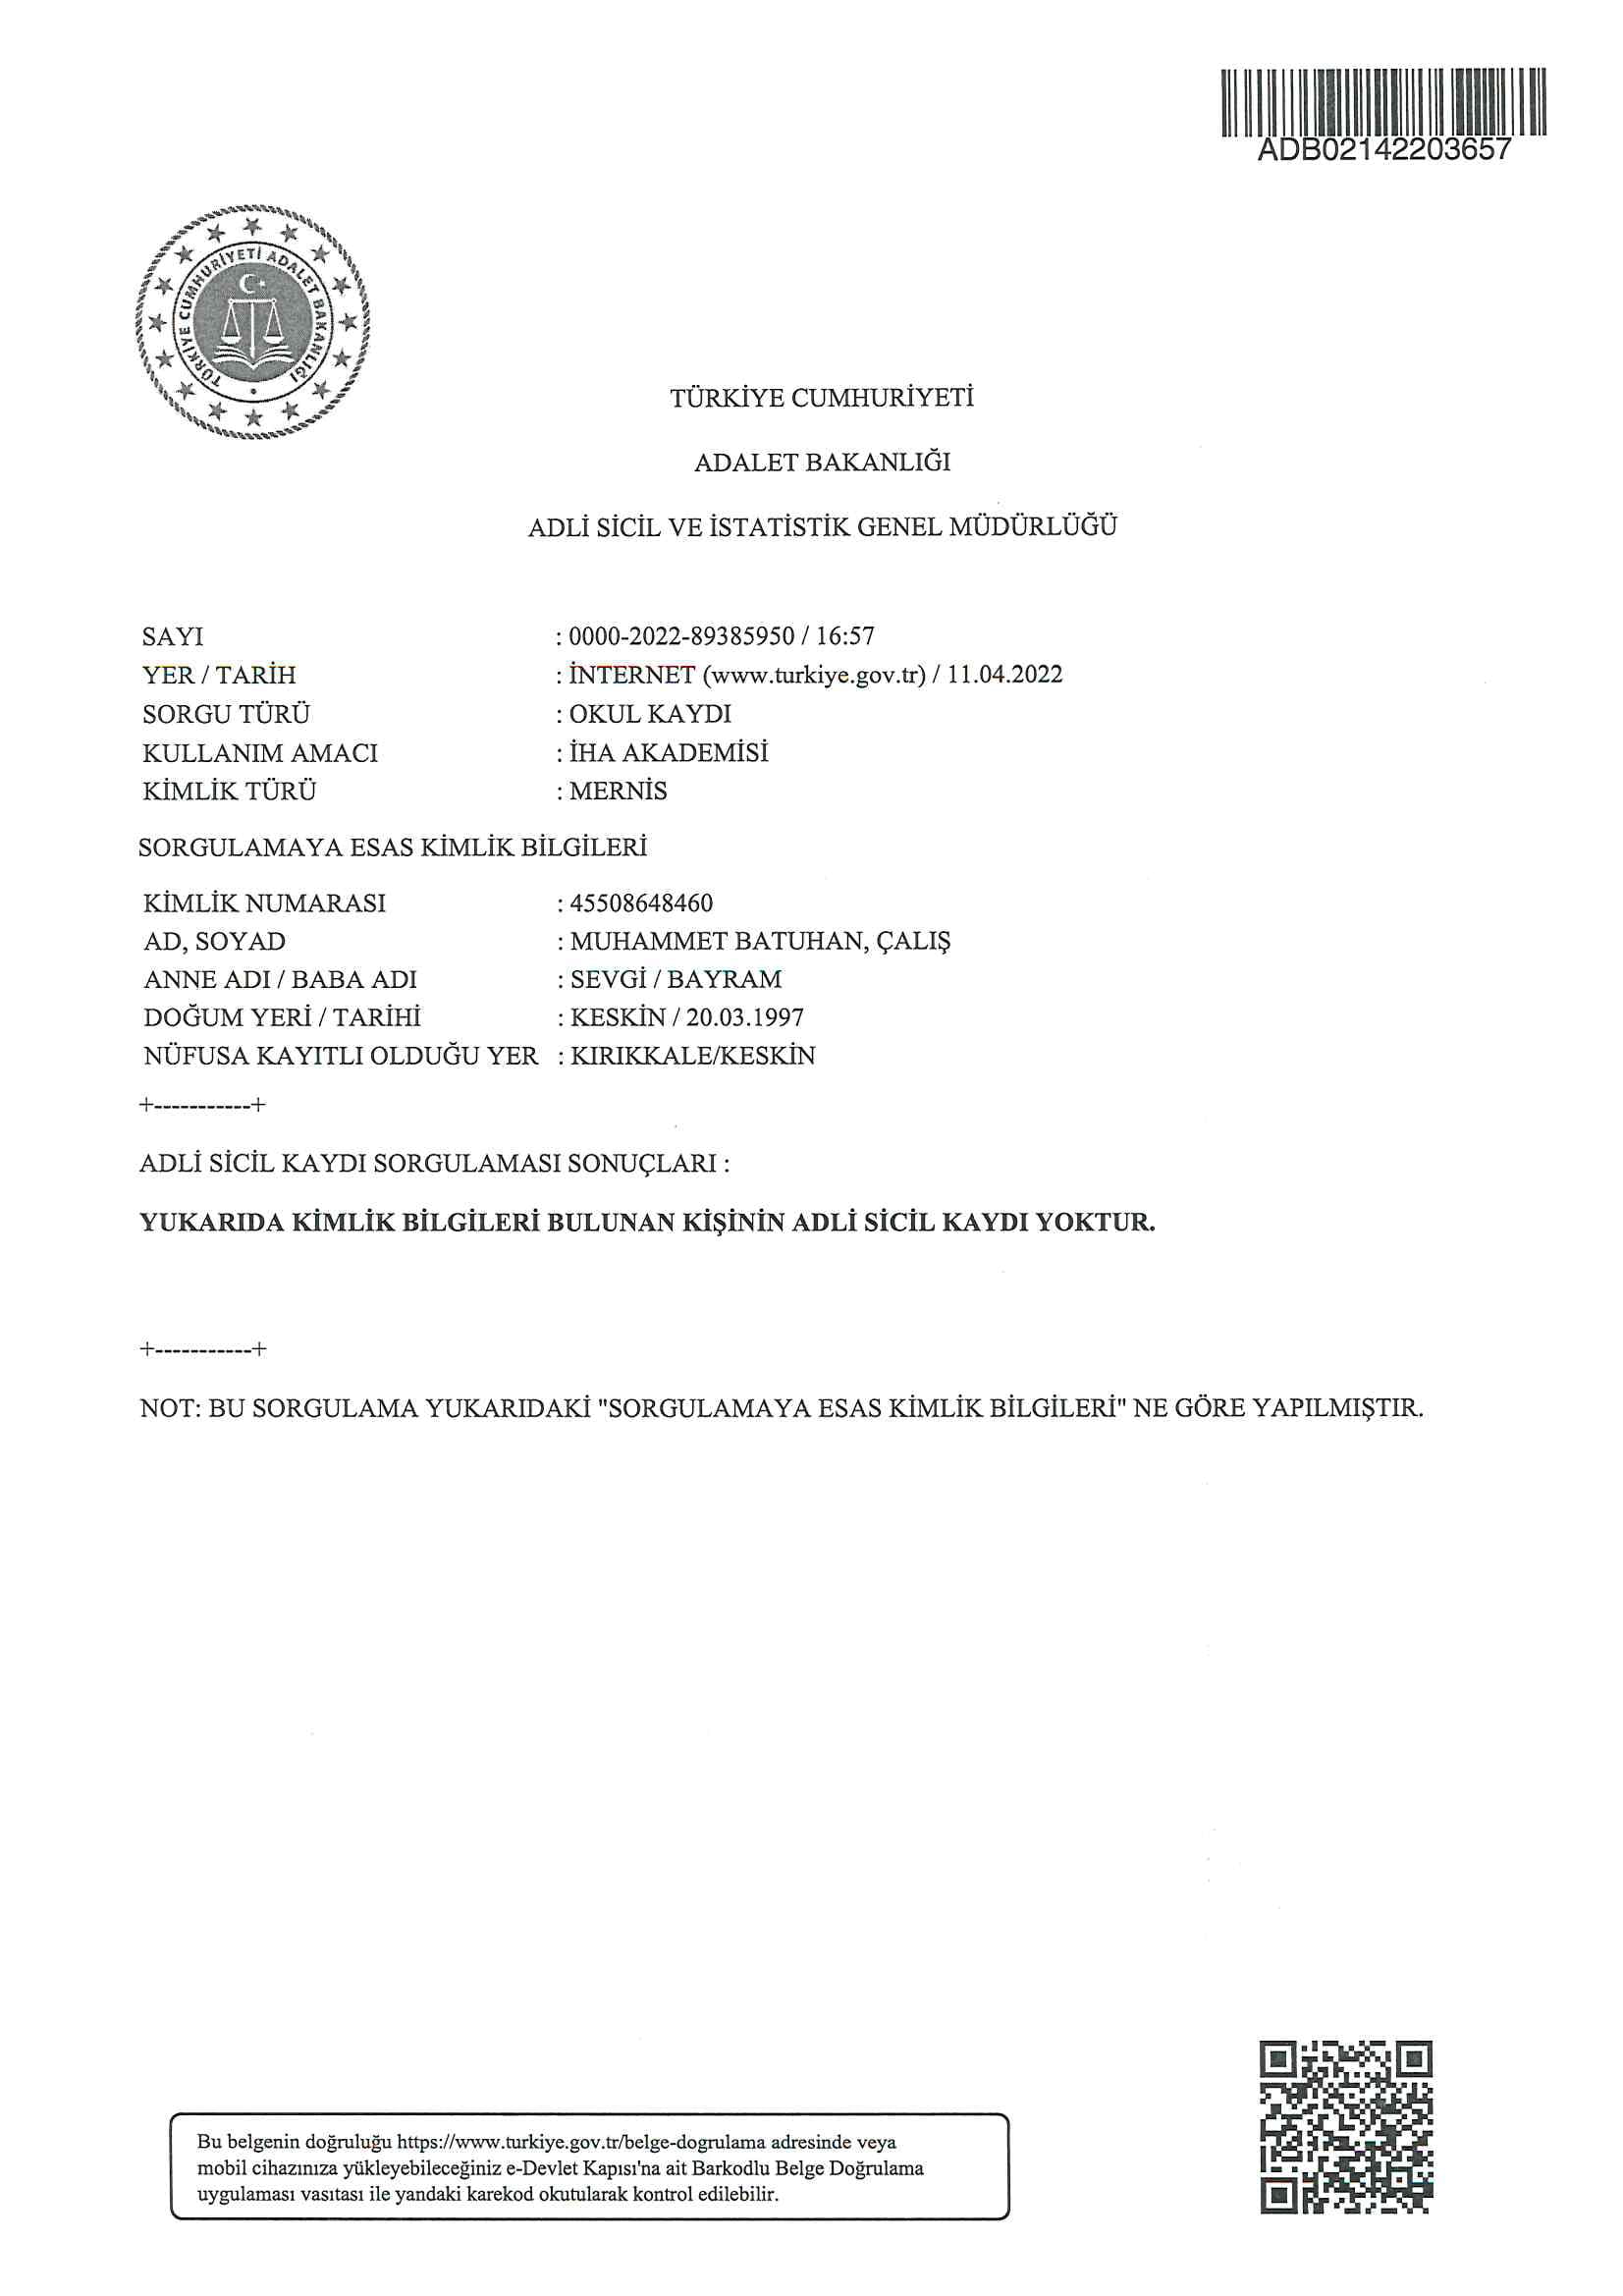 ADB02142203657
TÜRKİYE CUMHURİYETİ ADALET BAKANLIĞI
TÜRKİYE CUMHURİYETİ
ADALET BAKANLIĞI
ADLİ SİCİL VE İSTATİSTİK GENEL MÜDÜRLÜĞÜ
SAYI : 0000-2022-89385950 / 16:57
YER / TARİH : İNTERNET (www.turkiye.gov.tr) / 11.04.2022
SORGU TÜRÜ : OKUL KAYDI
KULLANIM AMACI : İHA AKADEMİSİ
KİMLİK TÜRÜ : MERNİS
SORGULAMAYA ESAS KİMLİK BİLGİLERİ
KİMLİK NUMARASI : 45508648460
AD, SOYAD : MUHAMMET BATUHAN, ÇALIŞ
ANNE ADI / BABA ADI : SEVGİ / BAYRAM
DOĞUM YERİ / TARİHİ : KESKİN / 20.03.1997
NÜFUSA KAYITLI OLDUĞU YER : KIRIKKALE/KESKİN
+-----------+
ADLİ SİCİL KAYDI SORGULAMASI SONUÇLARI :
YUKARIDA KİMLİK BİLGİLERİ BULUNAN KİŞİNİN ADLİ SİCİL KAYDI YOKTUR.
+-----------+
NOT: BU SORGULAMA YUKARIDAKİ "SORGULAMAYA ESAS KİMLİK BİLGİLERİ" NE GÖRE YAPILMIŞTIR.
Bu belgenin doğruluğu https://www.turkiye.gov.tr/belge-dogrulama adresinde veya
mobil cihazınıza yükleyebileceğiniz e-Devlet Kapısı'na ait Barkodlu Belge Doğrulama
uygulaması vasıtası ile yandaki karekod okutularak kontrol edilebilir.